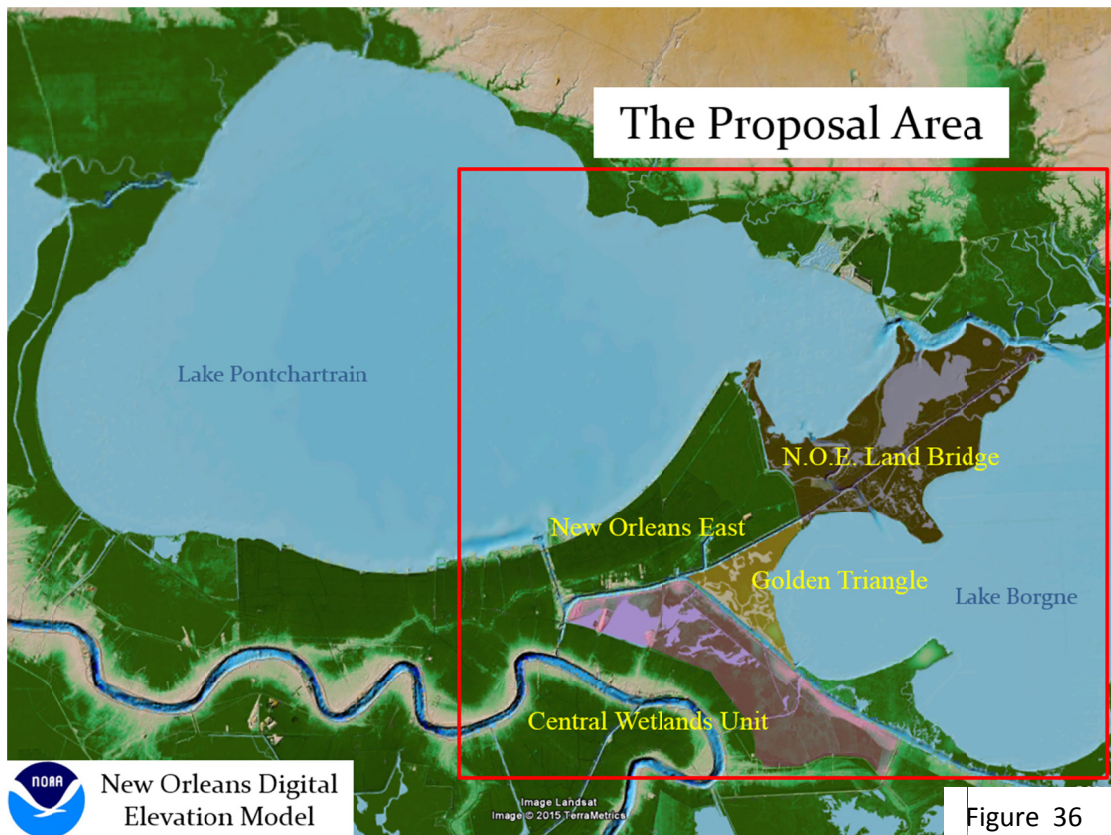 The Proposal Area
Lake Pontchartrain
N.O.E. Land Bridge
New Orleans East
Golden Triangle
Lake Borgne
Central Wetlands Unit
NOAA
New Orleans Digital
Elevation Model
Image Landsat
Image © 2015 TerraMetrics
Figure 36